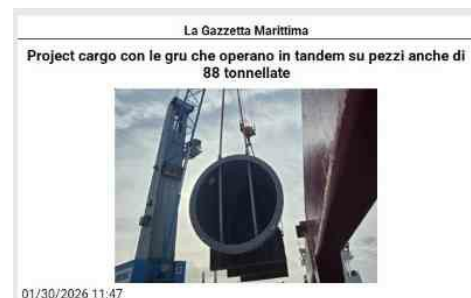 La Gazzetta Marittima
Project cargo con le gru che operano in tandem su pezzi anche di
88 tonnellate
01/30/2026 11:47